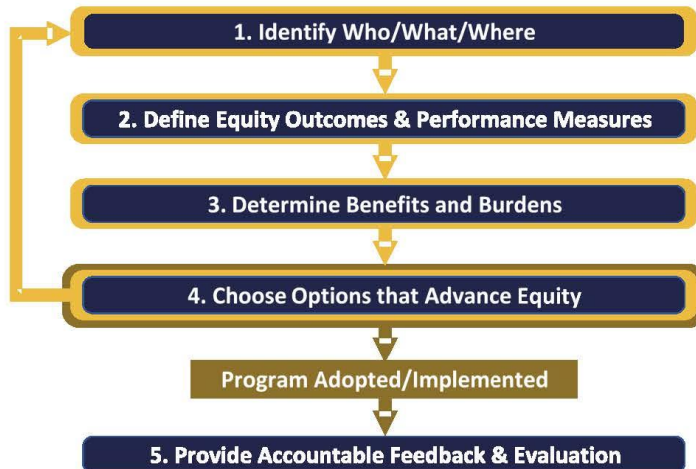 1. Identify Who/What/Where
2. Define Equity Outcomes & Performance Measures
3. Determine Benefits and Burdens
4. Choose Options that Advance Equity
Program Adopted/Implemented
5. Provide Accountable Feedback & Evaluation